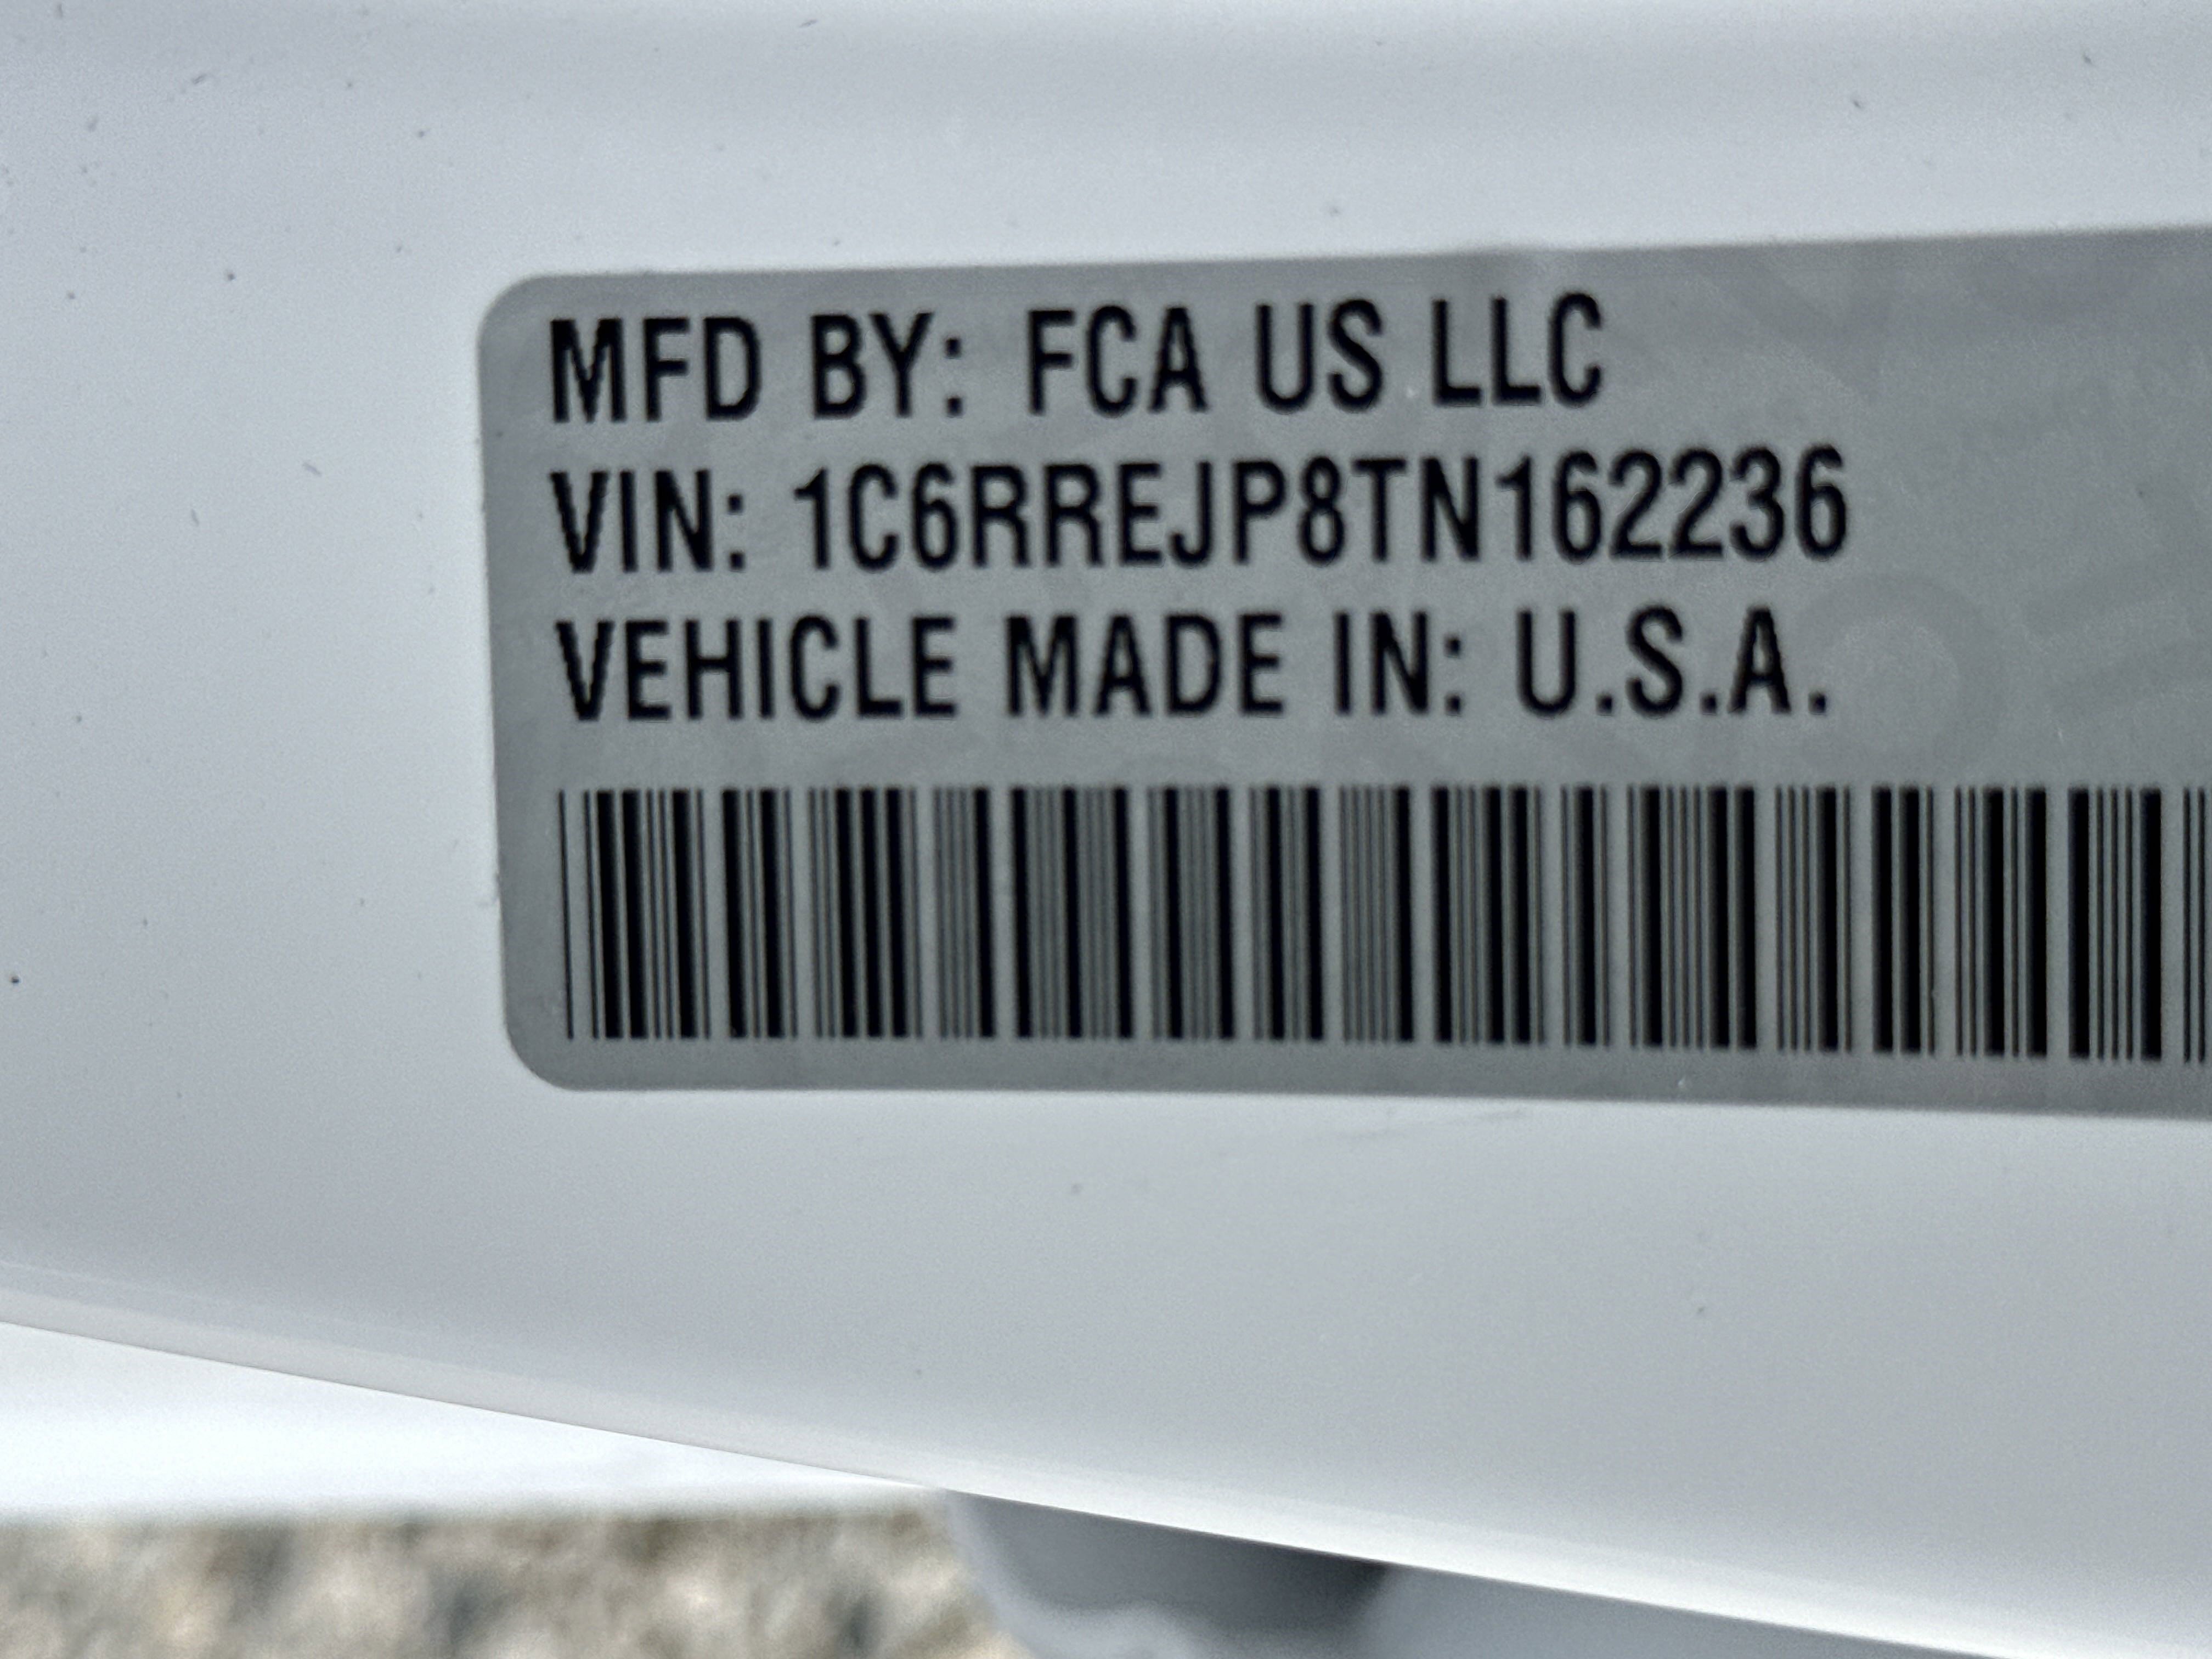 MFD BY: FCA US LLC
VIN: 1C6RREJP8TN162236
VEHICLE MADE IN: U.S.A.